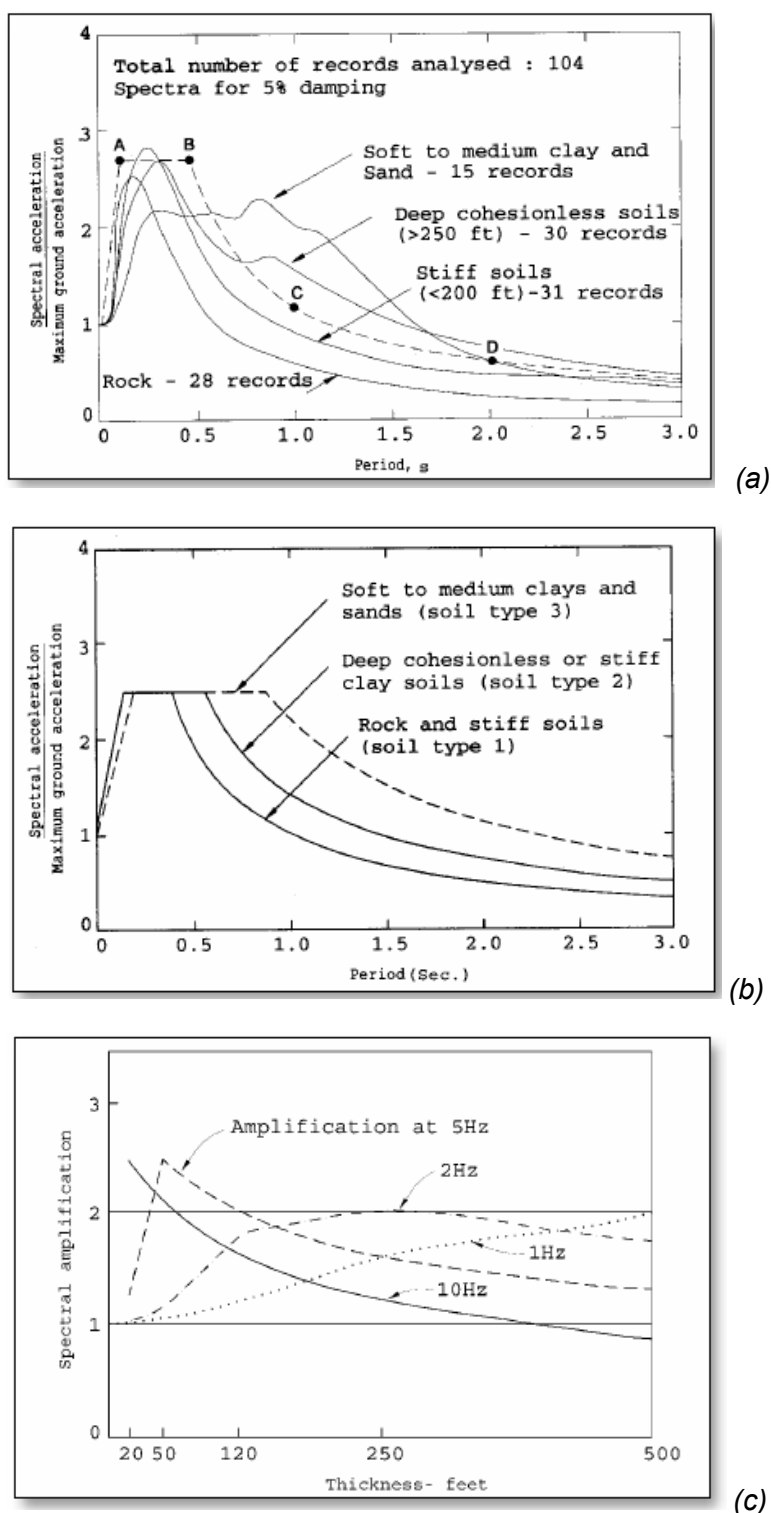 4
Total number of records analysed : 104
Spectra for 5% damping
3
A
B
Soft to medium clay and
Sand - 15 records
2
Deep cohesionless soils
(>250 ft) - 30 records
Stiff soils
(<200 ft)-31 records
C
1
D
Rock - 28 records
0
0
0.5
1.0
1.5
2.0
2.5
3.0
Period, s
Spectral acceleration
Maximum ground acceleration
(a)
4
Soft to medium clays and
sands (soil type 3)
3
Deep cohesionless or stiff
clay soils (soil type 2)
Rock and stiff soils
(soil type 1)
2
1
0
0
0.5
1.0
1.5
2.0
2.5
3.0
Period(Sec.)
Spectral acceleration
Maximum ground acceleration
(b)
3
Amplification at 5Hz
2Hz
2
1Hz
10Hz
1
0
20
50
120
250
500
Thickness- feet
Spectral amplification
(c)